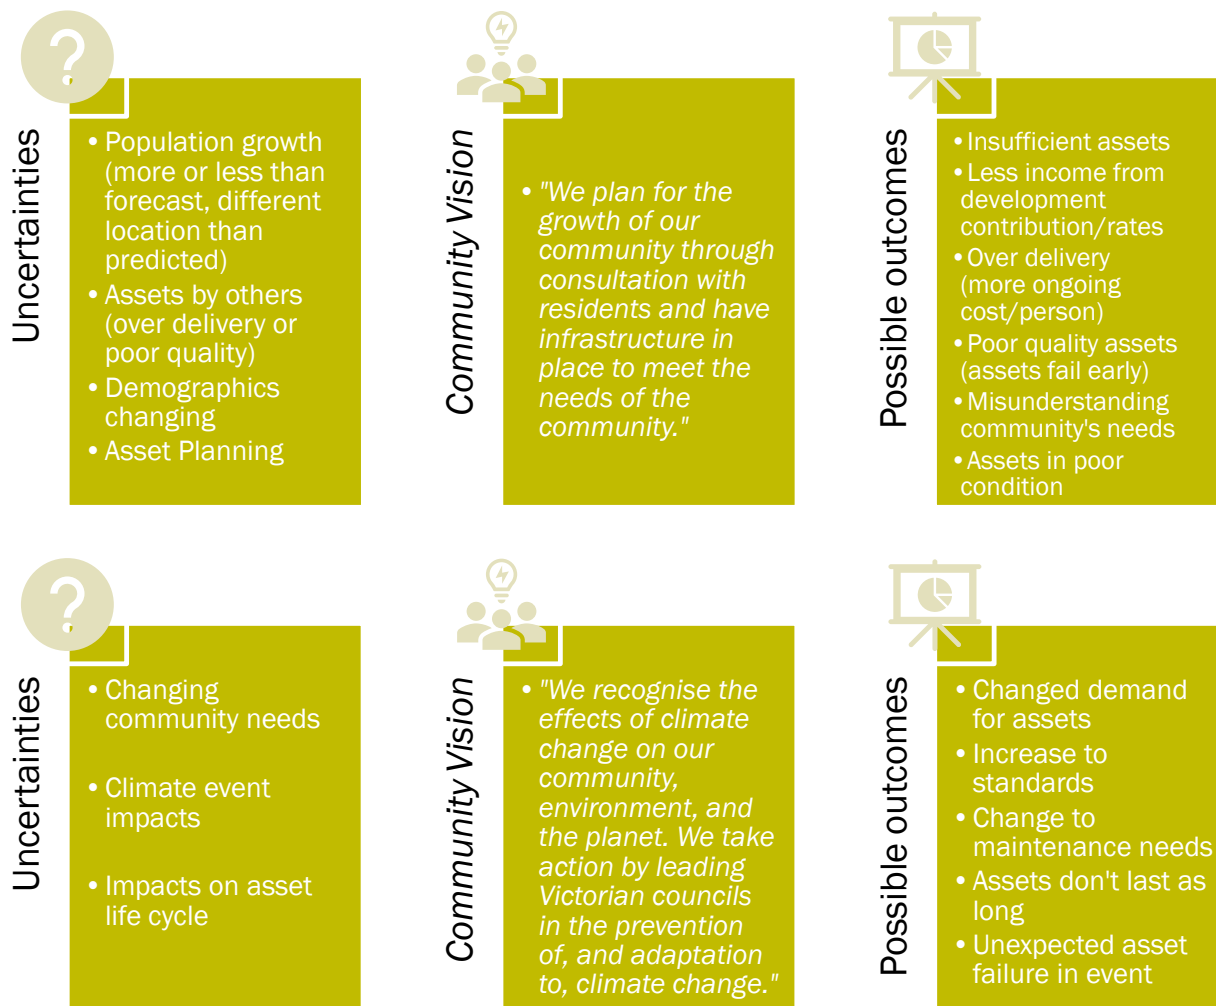 Uncertainties
• Population growth
(more or less than
forecast, different
location than
predicted)
• Assets by others
(over delivery or
poor quality)
• Demographics
changing
• Asset Planning
Community Vision
• "We plan for the
growth of our
community through
consultation with
residents and have
infrastructure in
place to meet the
needs of the
community."
Possible outcomes
• Insufficient assets
• Less income from
development
contribution/rates
• Over delivery
(more ongoing
cost/person)
• Poor quality assets
(assets fail early)
• Misunderstanding
community's needs
• Assets in poor
condition
Uncertainties
• Changing
community needs
• Climate event
impacts
• Impacts on asset
life cycle
Community Vision
• "We recognise the
effects of climate
change on our
community,
environment, and
the planet. We take
action by leading
Victorian councils
in the prevention
of, and adaptation
to, climate change."
Possible outcomes
• Changed demand
for assets
• Increase to
standards
• Change to
maintenance needs
• Assets don't last as
long
• Unexpected asset
failure in event